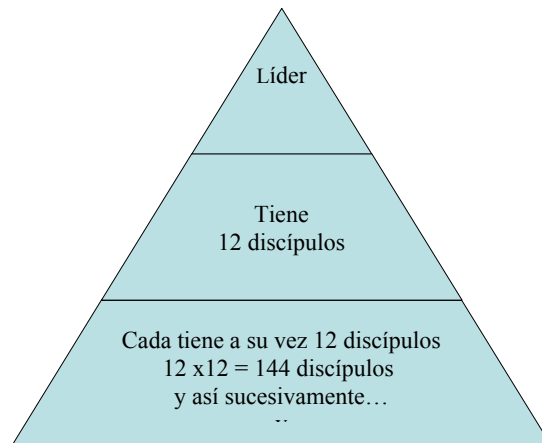 Líder
Tiene
12 discípulos
Cada tiene a su vez 12 discípulos
12 x12 = 144 discípulos
y así sucesivamente…